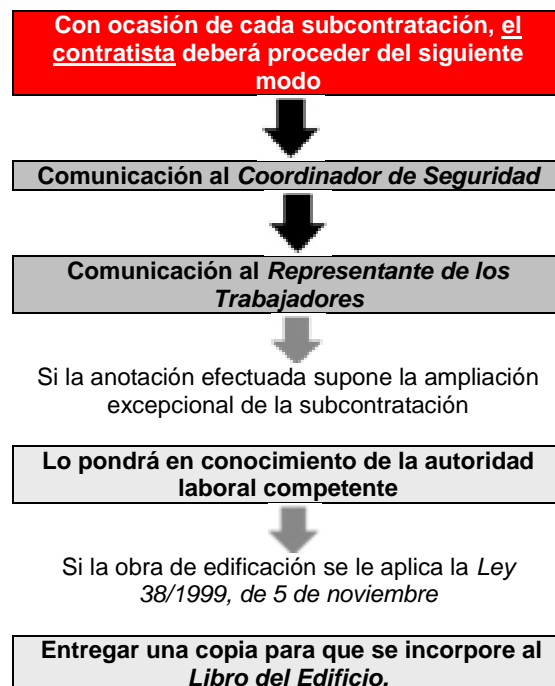 Con ocasión de cada subcontratación, el
contratista deberá proceder del siguiente
modo
Comunicación al Coordinador de Seguridad
Comunicación al Representante de los
Trabajadores
Si la anotación efectuada supone la ampliación
excepcional de la subcontratación
Lo pondrá en conocimiento de la autoridad
laboral competente
Si la obra de edificación se le aplica la Ley
38/1999, de 5 de noviembre
Entregar una copia para que se incorpore al
Libro del Edificio.